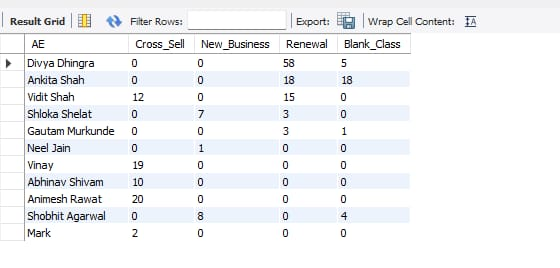 Result Grid Filter Rows: Export: Wrap Cell Content: IA
AE Cross_Sell New_Business Renewal Blank_Class
Divya Dhingra 0 0 58 5
Ankita Shah 0 0 18 18
Vidit Shah 12 0 15 0
Shloka Shelat 0 7 3 0
Gautam Murkunde 0 0 3 1
Neel Jain 0 1 0 0
Vinay 19 0 0 0
Abhinav Shivam 10 0 0 0
Animesh Rawat 20 0 0 0
Shobhit Agarwal 0 8 0 4
Mark 2 0 0 0